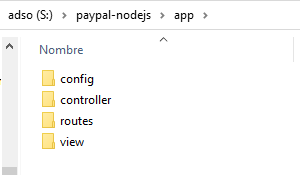 adso (S:) > paypal-nodejs > app >
Nombre
config
controller
routes
view